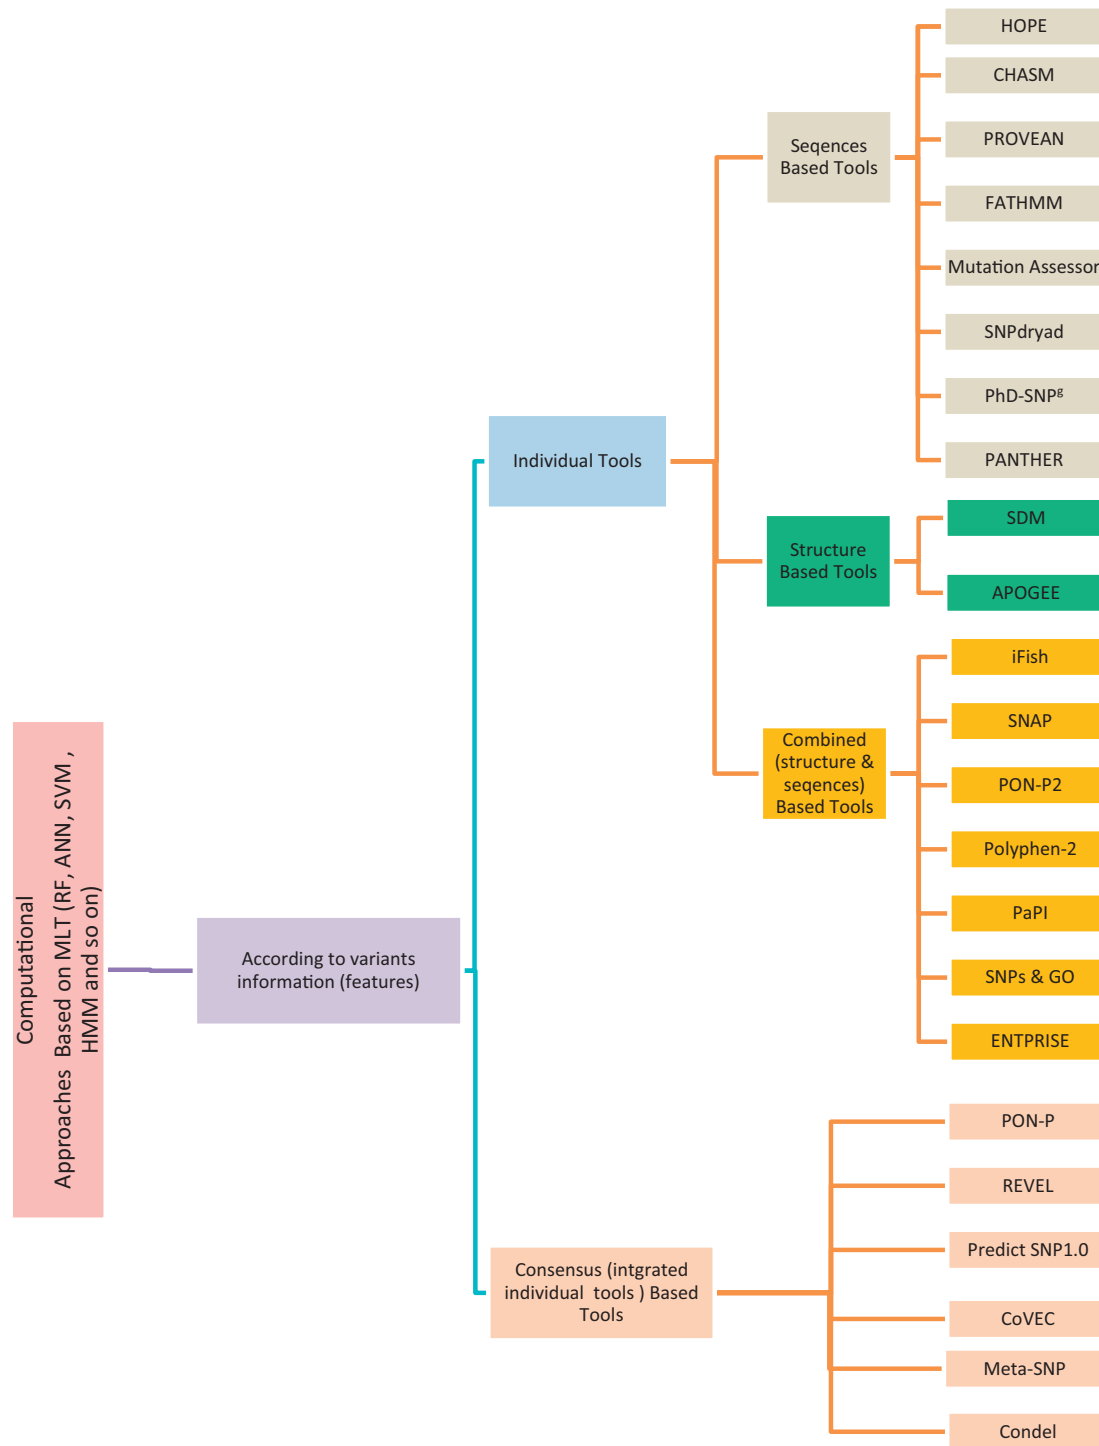 Computational
Approaches Based on MLT (RF, ANN, SVM ,
HMM and so on)
According to variants
information (features)
Individual Tools
Seqences
Based Tools
HOPE
CHASM
PROVEAN
FATHMM
Mutation Assessor
SNPdryad
PhD-SNPᵍ
PANTHER
Structure
Based Tools
SDM
APOGEE
Combined
(structure &
seqences)
Based Tools
iFish
SNAP
PON-P2
Polyphen-2
PaPI
SNPs & GO
ENTPRISE
Consensus (intgrated
individual tools ) Based
Tools
PON-P
REVEL
Predict SNP1.0
CoVEC
Meta-SNP
Condel